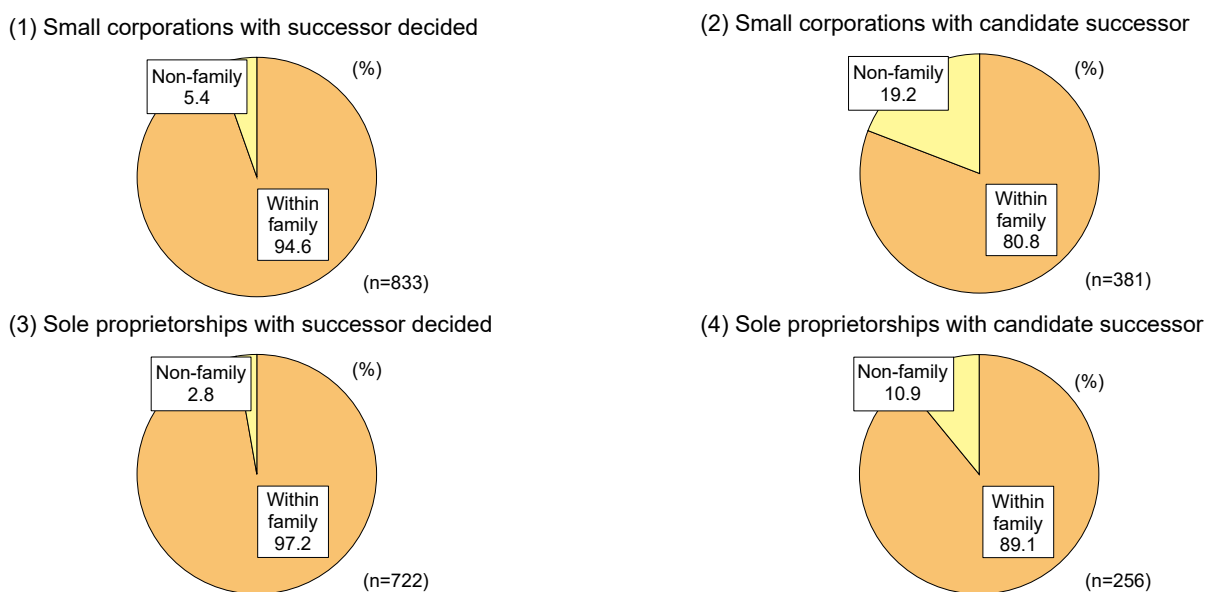 (1) Small corporations with successor decided
(%)
Non-family
5.4
Within
family
94.6
(n=833)
(2) Small corporations with candidate successor
(%)
Non-family
19.2
Within
family
80.8
(n=381)
(3) Sole proprietorships with successor decided
(%)
Non-family
2.8
Within
family
97.2
(n=722)
(4) Sole proprietorships with candidate successor
(%)
Non-family
10.9
Within
family
89.1
(n=256)